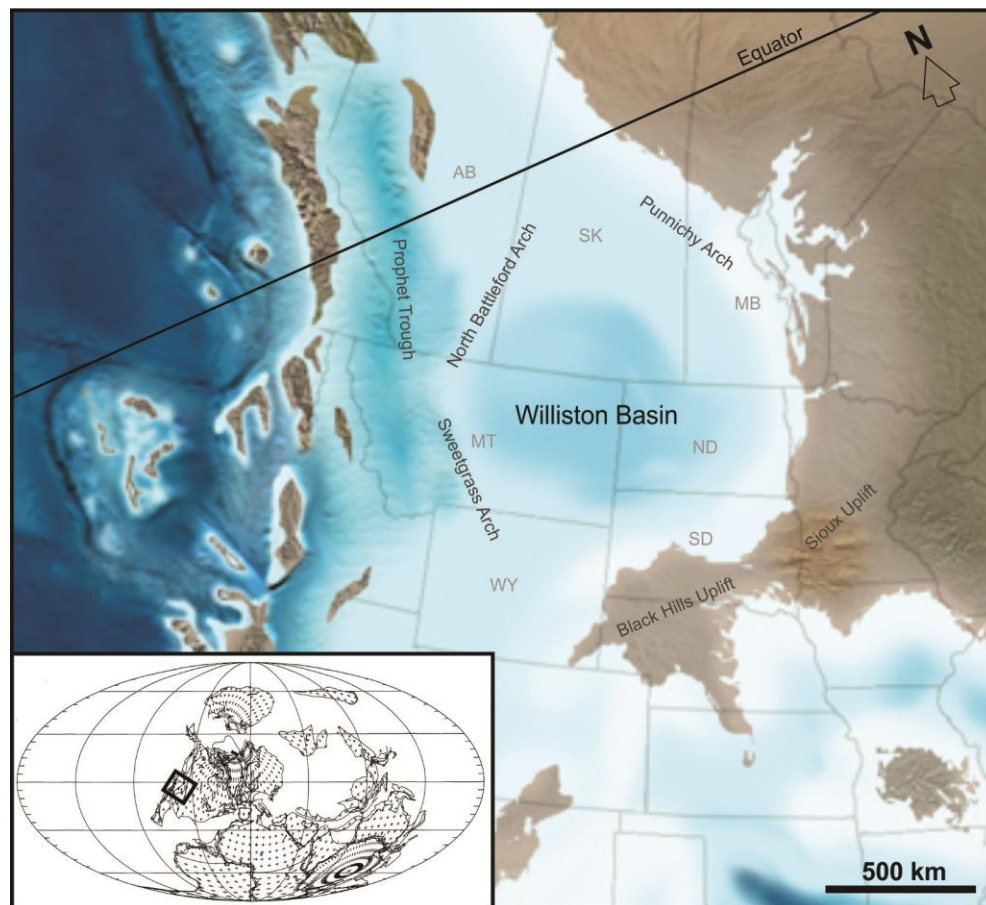 Equator
N
AB
Punnichy Arch
SK
Prophet Trough
North Battleford Arch
MB
Williston Basin
MT
ND
Sweetgrass Arch
Sioux Uplift
SD
WY
Black Hills Uplift
500 km